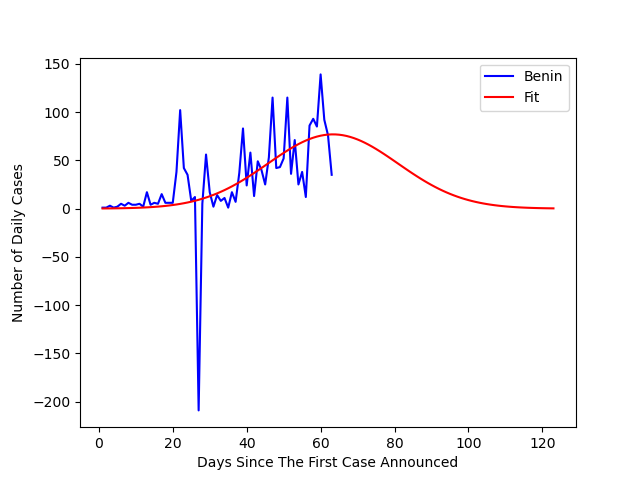 150
100
50
0
−50
−100
−150
−200
Number of Daily Cases
0 20 40 60 80 100 120
Days Since The First Case Announced
Benin
Fit